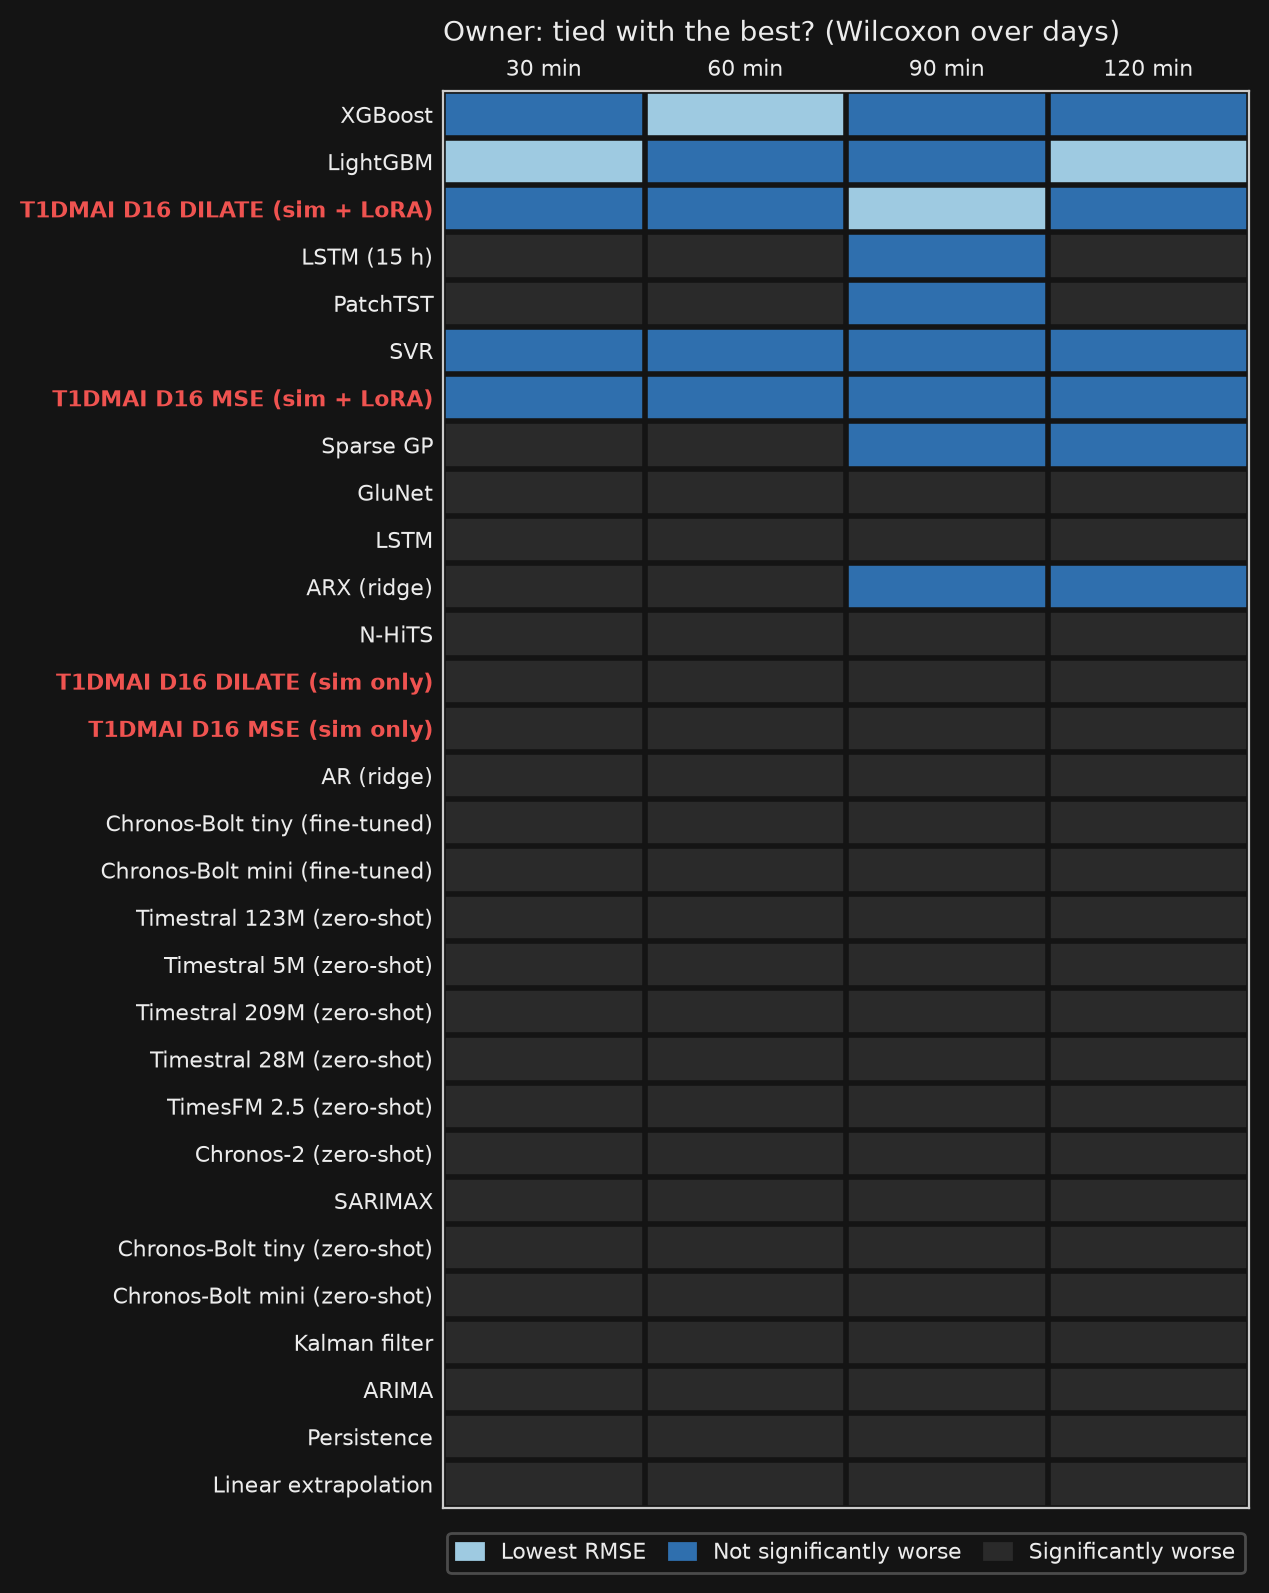 Owner: tied with the best? (Wilcoxon over days)
30 min 60 min 90 min 120 min
XGBoost
LightGBM
T1DMAI D16 DILATE (sim + LoRA)
LSTM (15 h)
PatchTST
SVR
T1DMAI D16 MSE (sim + LoRA)
Sparse GP
GluNet
LSTM
ARX (ridge)
N-HiTS
T1DMAI D16 DILATE (sim only)
T1DMAI D16 MSE (sim only)
AR (ridge)
Chronos-Bolt tiny (fine-tuned)
Chronos-Bolt mini (fine-tuned)
Timestral 123M (zero-shot)
Timestral 5M (zero-shot)
Timestral 209M (zero-shot)
Timestral 28M (zero-shot)
TimesFM 2.5 (zero-shot)
Chronos-2 (zero-shot)
SARIMAX
Chronos-Bolt tiny (zero-shot)
Chronos-Bolt mini (zero-shot)
Kalman filter
ARIMA
Persistence
Linear extrapolation
Lowest RMSE Not significantly worse Significantly worse